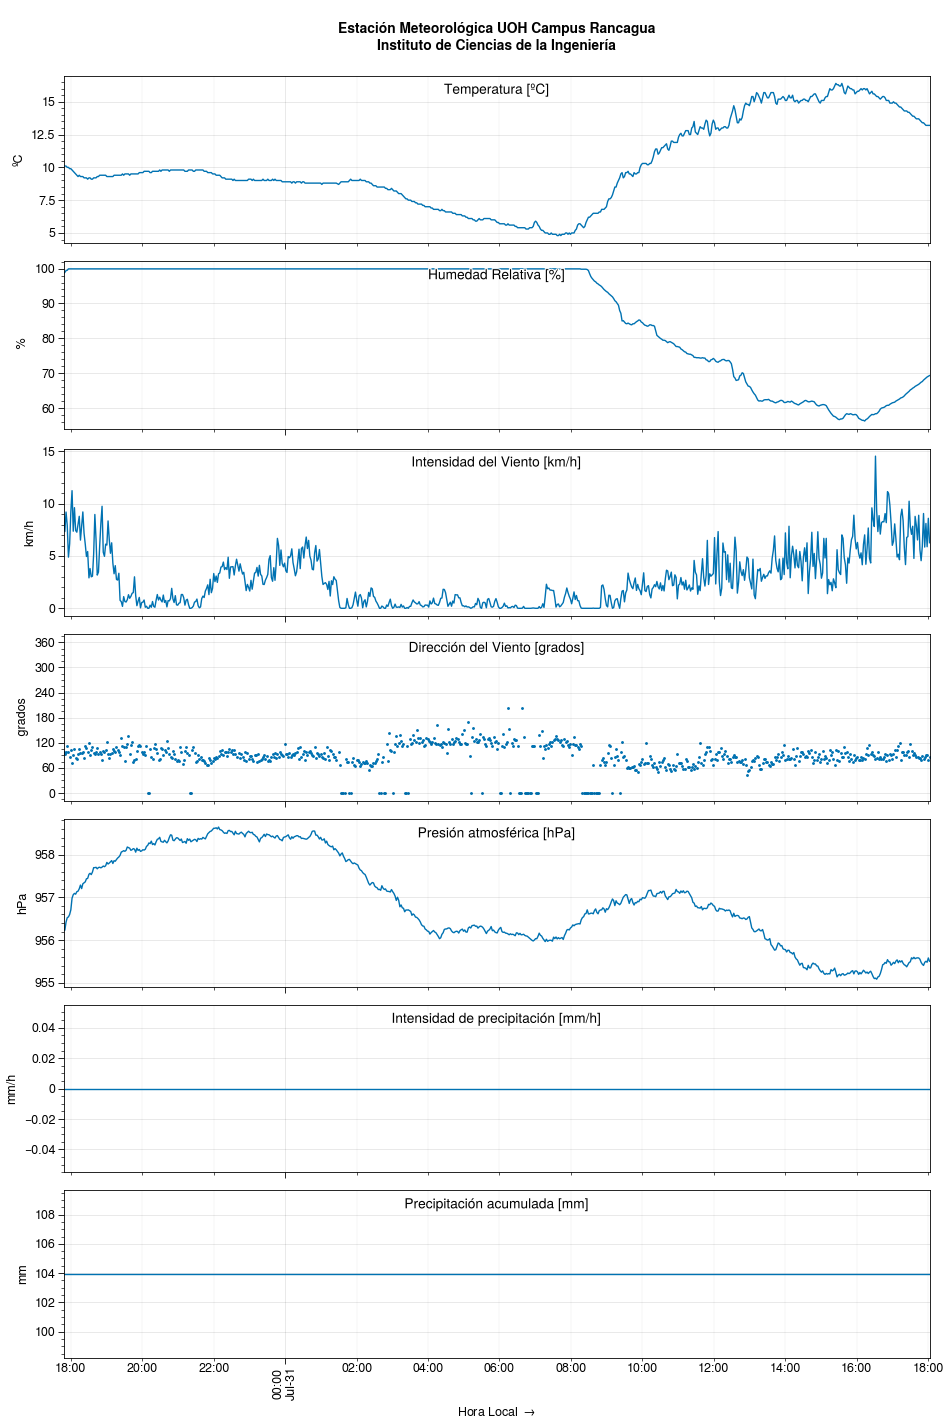 Estación Meteorológica UOH Campus Rancagua
Instituto de Ciencias de la Ingeniería
Temperatura [ºC]
15
12.5
10
7.5
5
ºC
Humedad Relativa [%]
100
90
80
70
60
%
Intensidad del Viento [km/h]
15
10
5
0
km/h
Dirección del Viento [grados]
360
300
240
180
120
60
0
grados
Presión atmosférica [hPa]
958
957
956
955
hPa
Intensidad de precipitación [mm/h]
0.04
0.02
0
−0.02
−0.04
mm/h
Precipitación acumulada [mm]
108
106
104
102
100
mm
18:00 20:00 22:00 00:00 02:00 04:00 06:00 08:00 10:00 12:00 14:00 16:00 18:00
Jul-31
Hora Local →